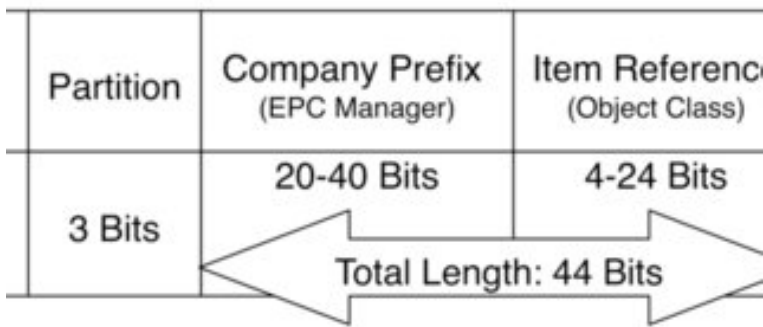 Partition
Company Prefix
(EPC Manager)
Item Reference
(Object Class)
3 Bits
20-40 Bits
4-24 Bits
Total Length: 44 Bits